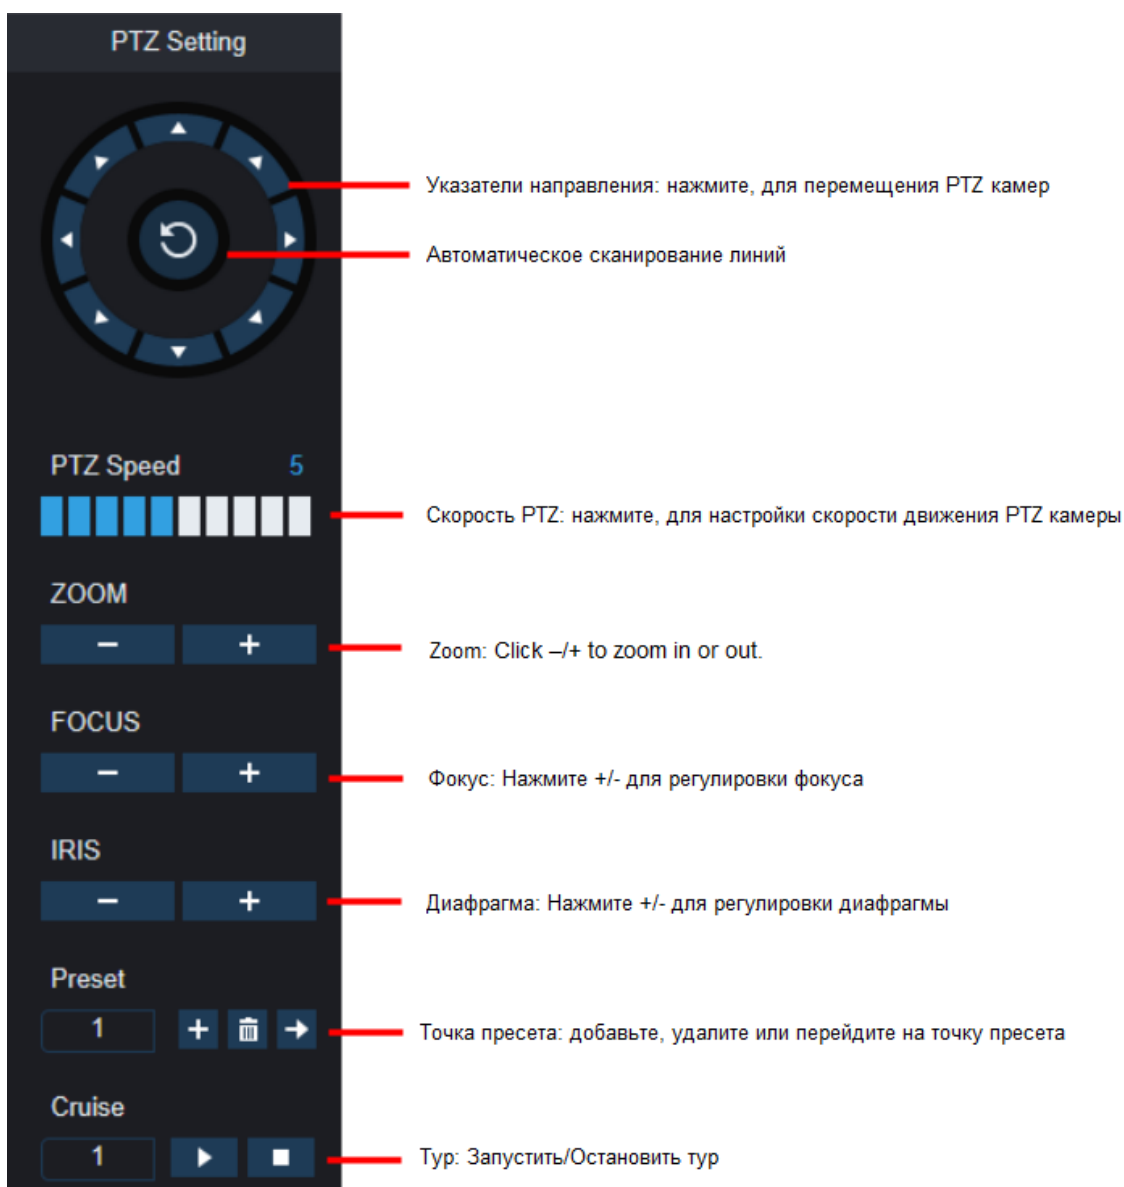 PTZ Setting
Указатели направления: нажмите, для перемещения PTZ камер
Автоматическое сканирование линий
PTZ Speed 5
Скорость PTZ: нажмите, для настройки скорости движения PTZ камеры
ZOOM
– +
Zoom: Click –/+ to zoom in or out.
FOCUS
– +
Фокус: Нажмите +/- для регулировки фокуса
IRIS
– +
Диафрагма: Нажмите +/- для регулировки диафрагмы
Preset
1 +
Точка пресета: добавьте, удалите или перейдите на точку пресета
Cruise
1
Тур: Запустить/Остановить тур